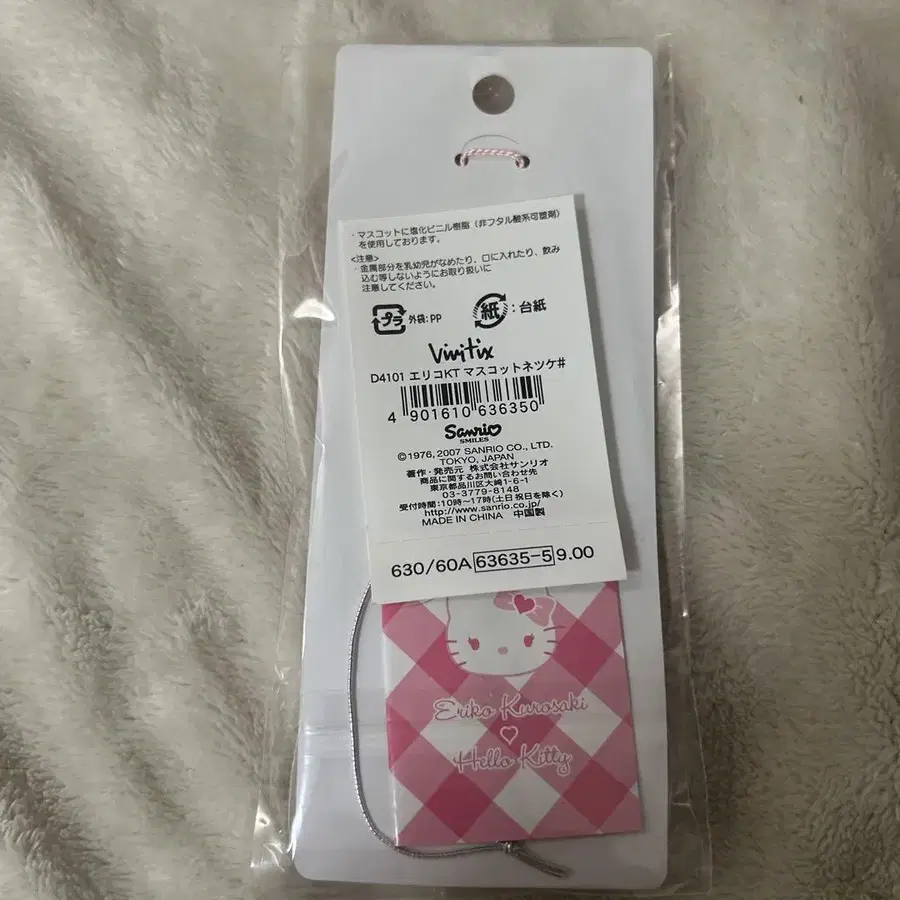 ・マスコットに塩化ビニル樹脂（非フタル酸系可塑剤）
を使用しております。
<注意>
・金属部分を乳幼児がなめたり、口に入れたり、飲み
込む等しないようにお取り扱いに
注意してください。
プラ 外袋:PP 紙 :台紙
Vivitix
D4101 エリコKT マスコットネツケ#
4 901610 636350
Sanrio
SMILES
©1976, 2007 SANRIO CO., LTD.
TOKYO, JAPAN
著作・発売元 株式会社サンリオ
商品に関するお問い合わせ先
東京都品川区大崎1-6-1
03-3779-8148
受付時間:10時〜17時(土日 祝日を除く)
http://www.sanrio.co.jp/
MADE IN CHINA 中国製
630/60A 63635-5 9.00
Eriko Kurosaki
Hello Kitty